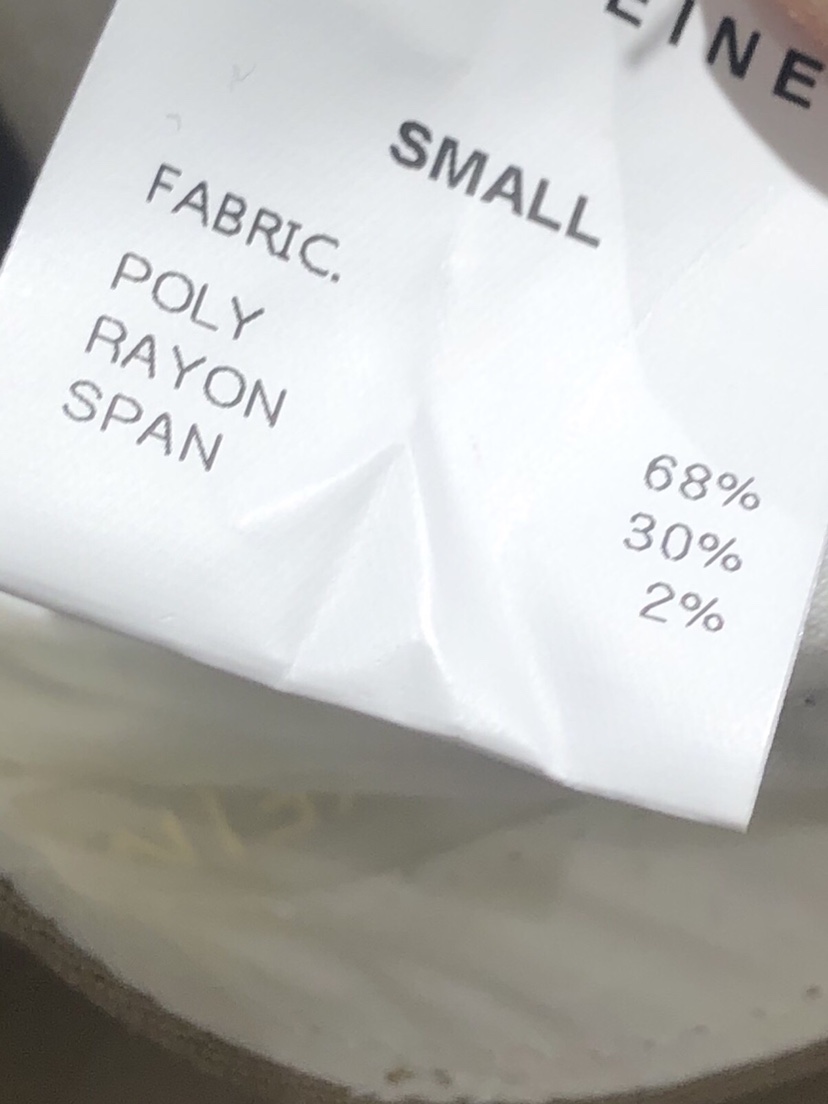 EINE
SMALL
FABRIC.
POLY 68%
RAYON 30%
SPAN 2%